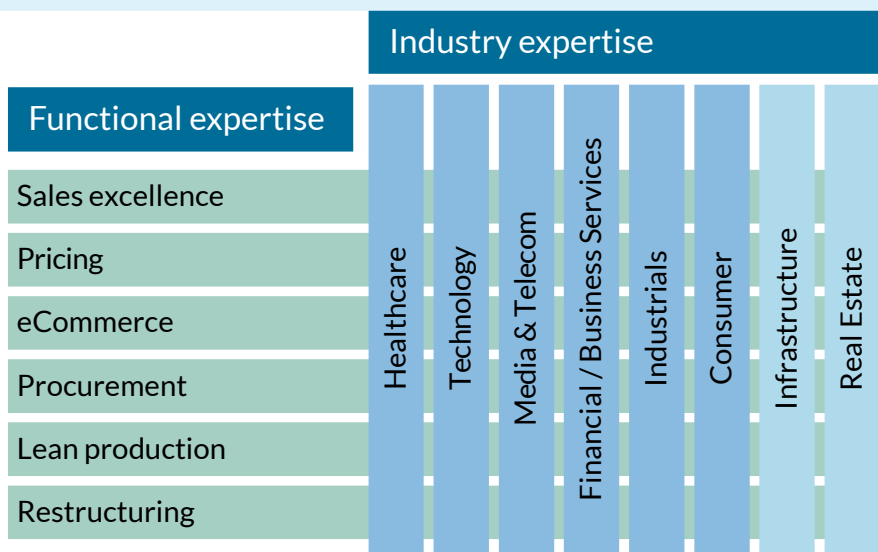 Industry expertise
Functional expertise
Sales excellence
Pricing
eCommerce
Procurement
Lean production
Restructuring
Healthcare
Technology
Media & Telecom
Financial / Business Services
Industrials
Consumer
Infrastructure
Real Estate